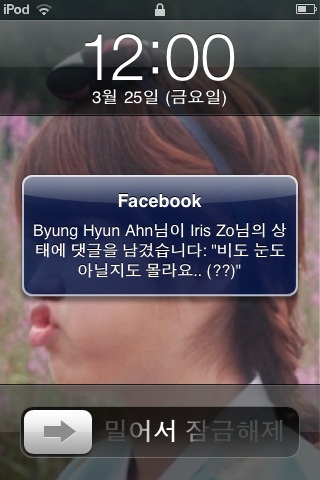 iPod
12:00
3월 25일 (금요일)
Facebook
Byung Hyun Ahn님이 Iris Zo님의 상
태에 댓글을 남겼습니다: "비도 눈도
아닐지도 몰라요.. (??)"
밀어서 잠금해제